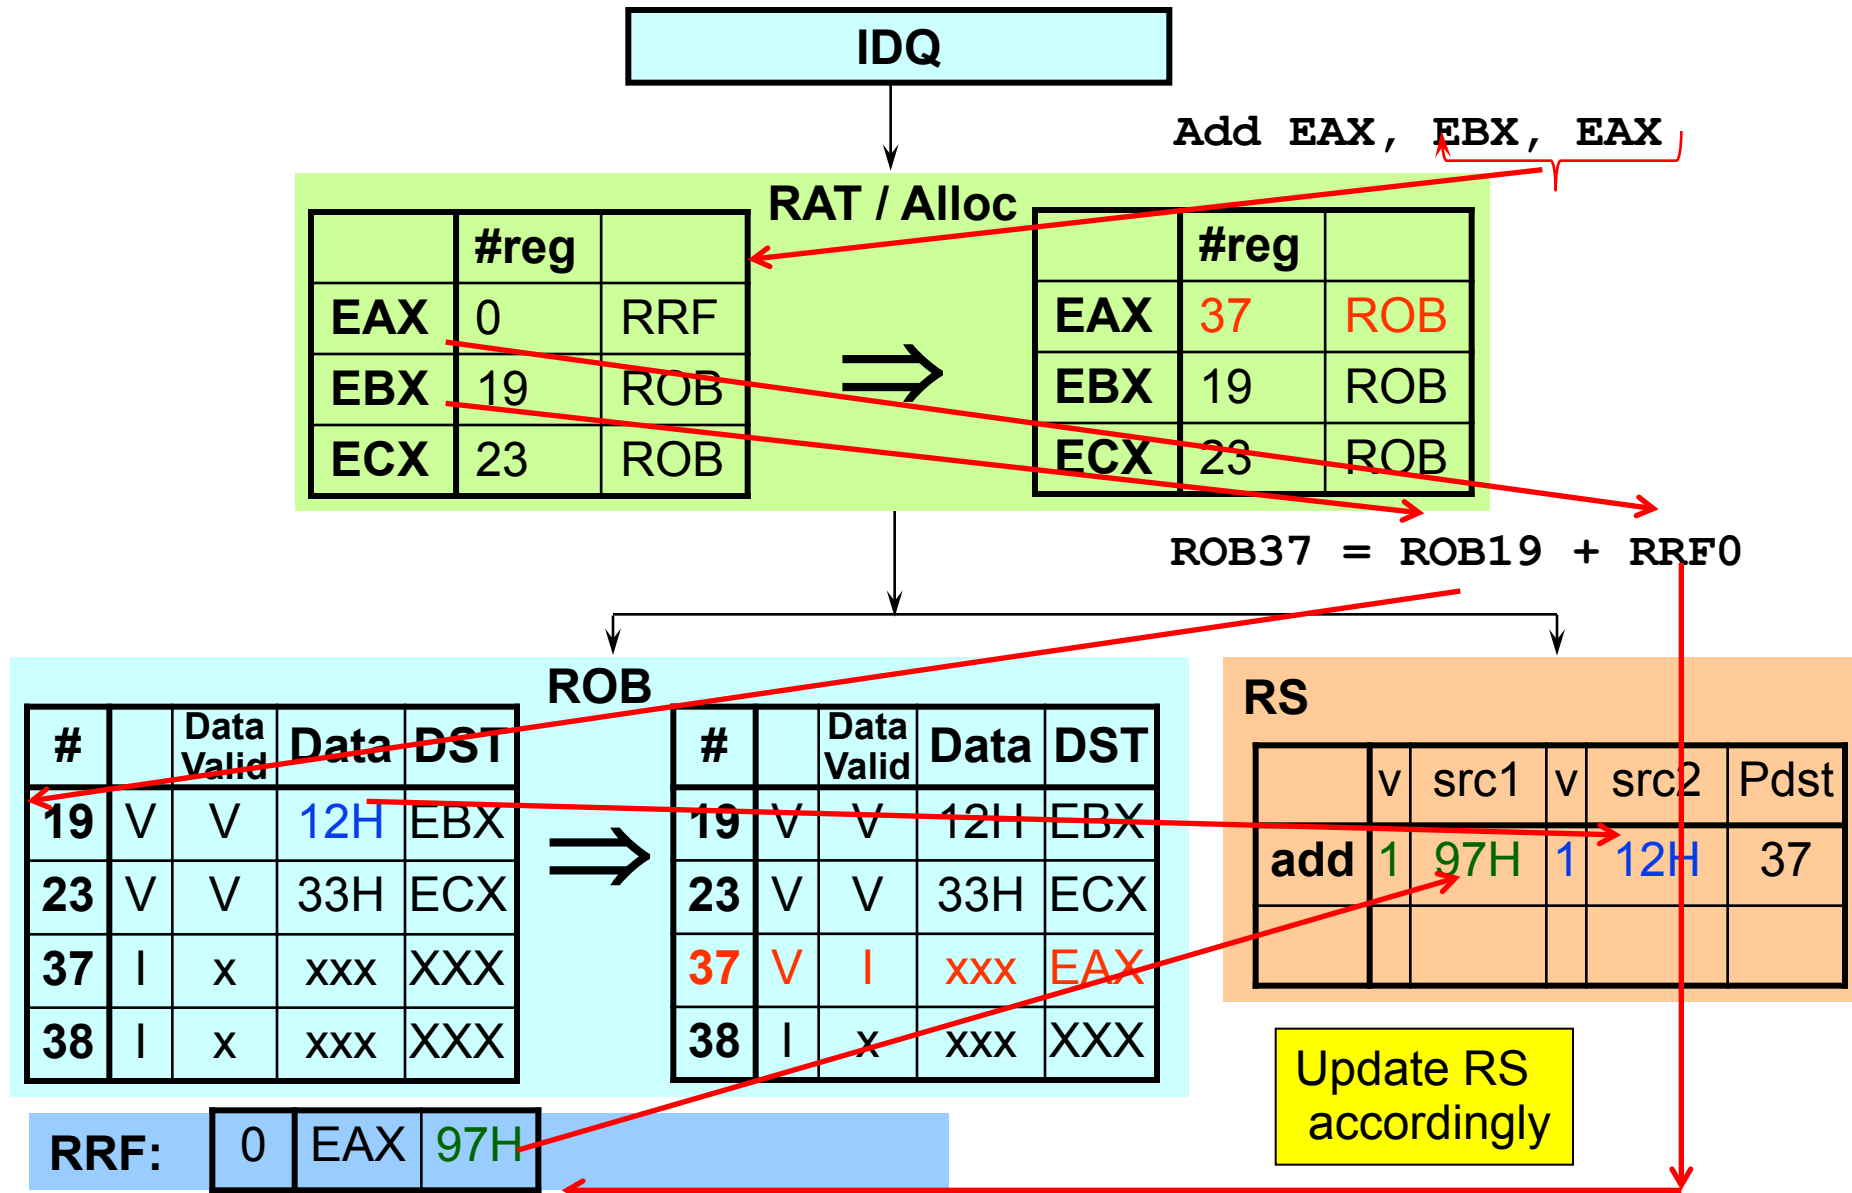 IDQ
Add EAX, EBX, EAX
RAT / Alloc
#reg
EAX 0 RRF
EBX 19 ROB
ECX 23 ROB
⇒
#reg
EAX 37 ROB
EBX 19 ROB
ECX 23 ROB
ROB37 = ROB19 + RRF0
ROB
# Data Valid Data DST
19 V V 12H EBX
23 V V 33H ECX
37 I x xxx XXX
38 I x xxx XXX
⇒
# Data Valid Data DST
19 V V 12H EBX
23 V V 33H ECX
37 V I xxx EAX
38 I x xxx XXX
RS
v src1 v src2 Pdst
add 1 97H 1 12H 37
Update RS
accordingly
RRF: 0 EAX 97H